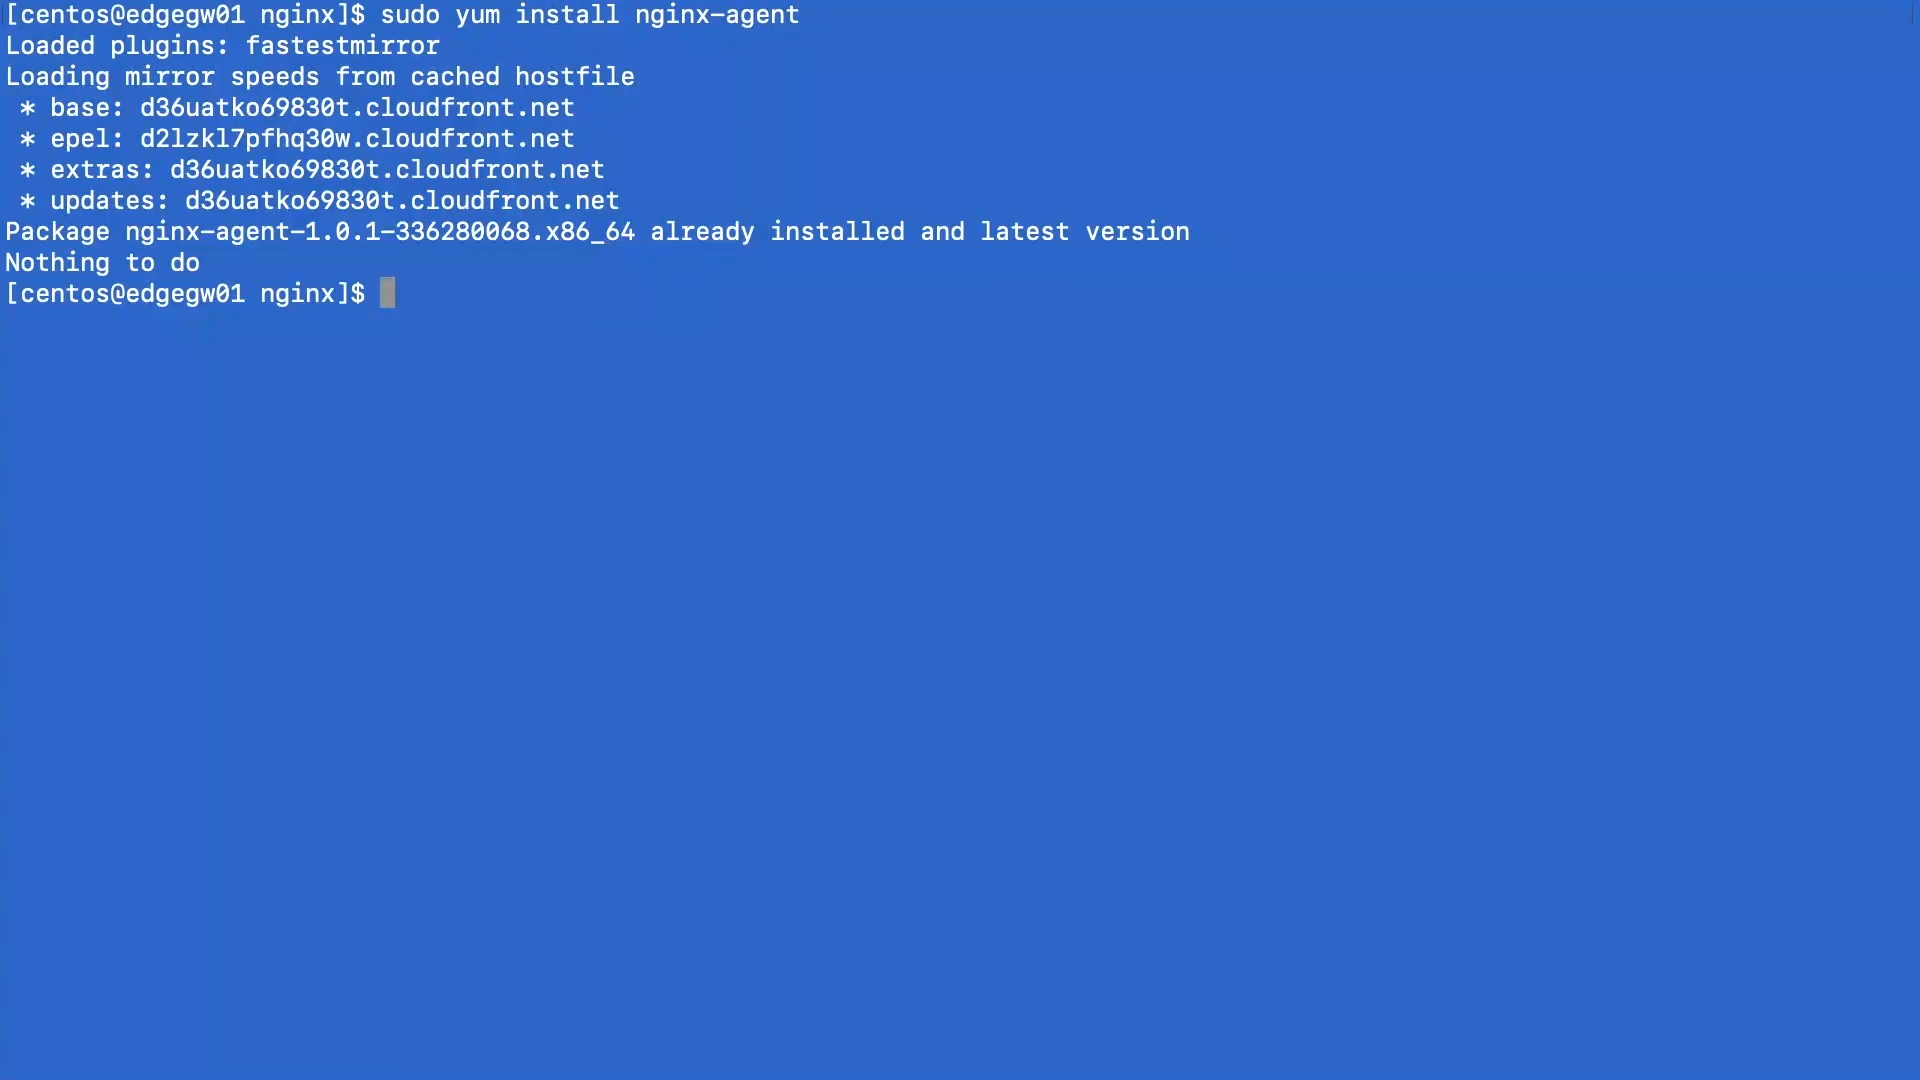 [centos@edgegw01 nginx]$ sudo yum install nginx-agent
Loaded plugins: fastestmirror
Loading mirror speeds from cached hostfile
 * base: d36uatko69830t.cloudfront.net
 * epel: d2lzkl7pfhq30w.cloudfront.net
 * extras: d36uatko69830t.cloudfront.net
 * updates: d36uatko69830t.cloudfront.net
Package nginx-agent-1.0.1-336280068.x86_64 already installed and latest version
Nothing to do
[centos@edgegw01 nginx]$